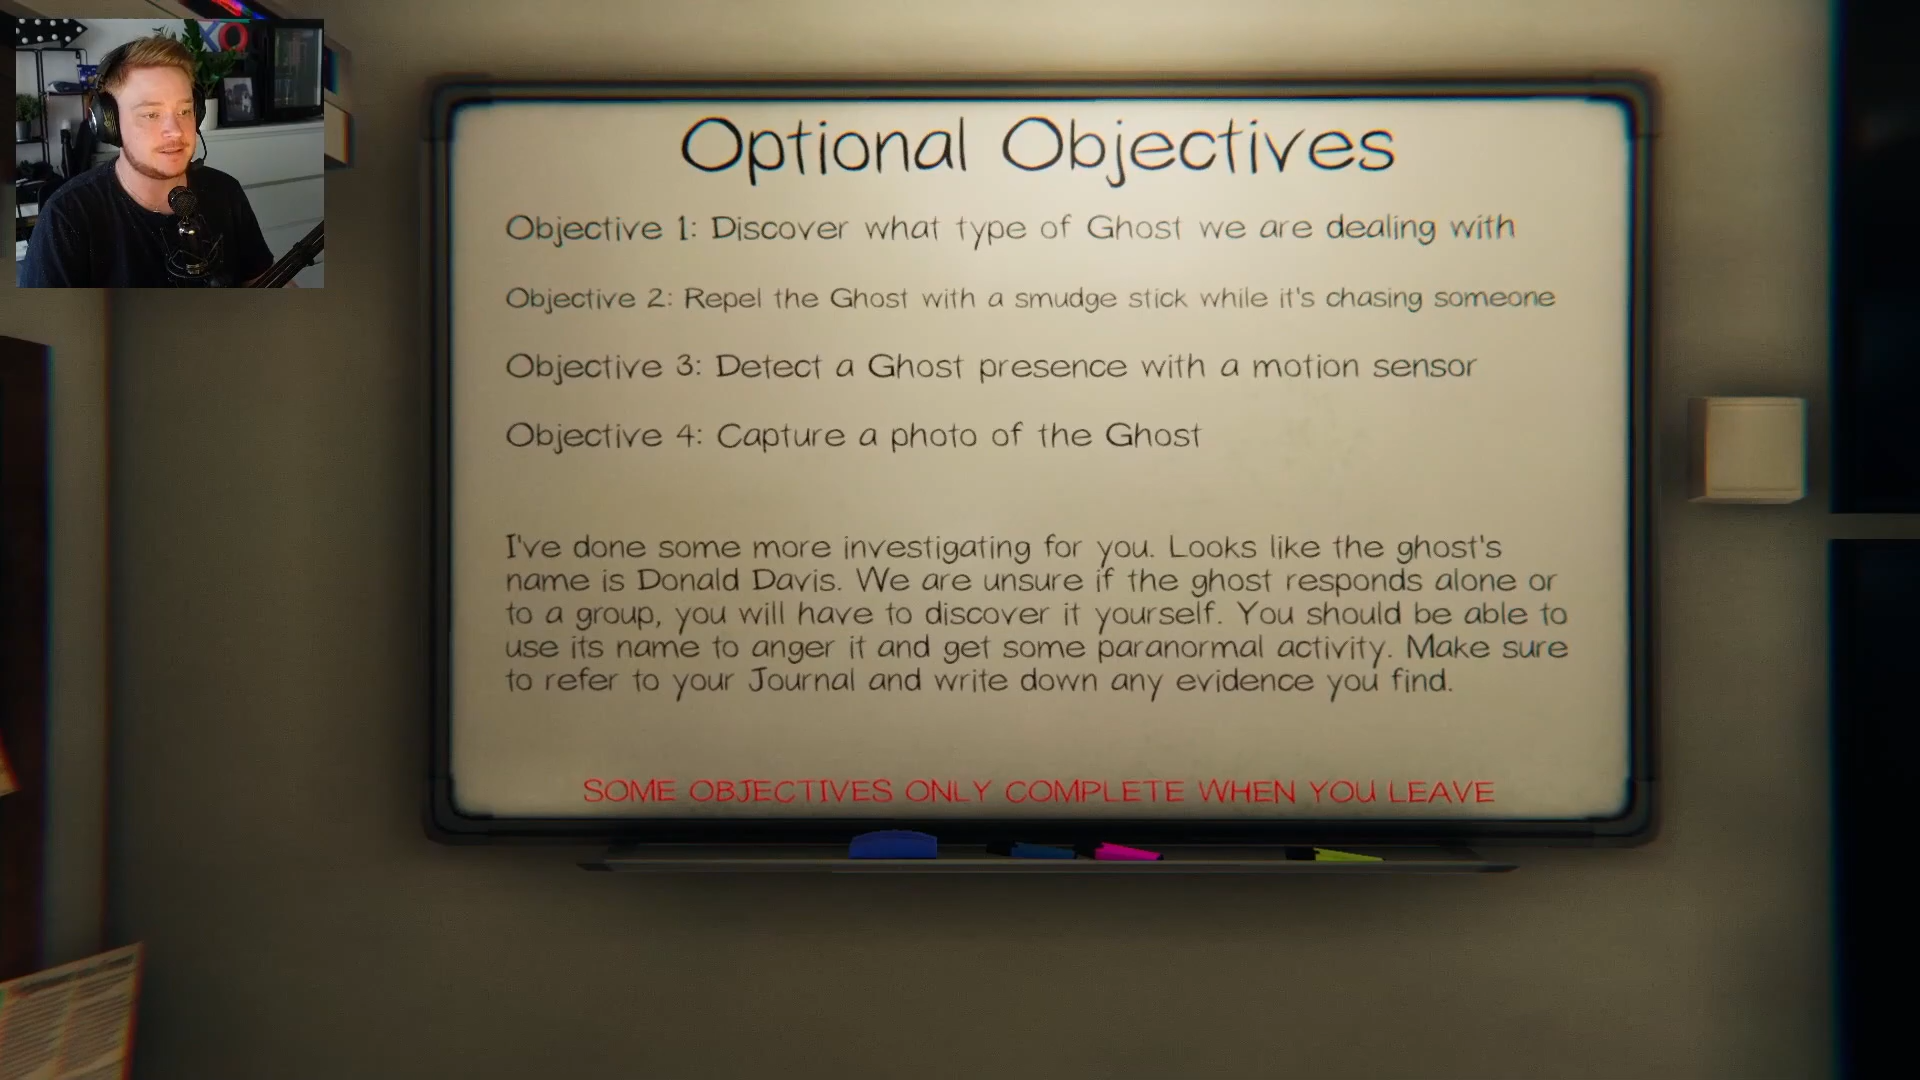 XO
Optional Objectives
Objective 1: Discover what type of Ghost we are dealing with
Objective 2: Repel the Ghost with a smudge stick while it's chasing someone
Objective 3: Detect a Ghost presence with a motion sensor
Objective 4: Capture a photo of the Ghost
I've done some more investigating for you. Looks like the ghost's
name is Donald Davis. We are unsure if the ghost responds alone or
to a group, you will have to discover it yourself. You should be able to
use its name to anger it and get some paranormal activity. Make sure
to refer to your Journal and write down any evidence you find.
SOME OBJECTIVES ONLY COMPLETE WHEN YOU LEAVE